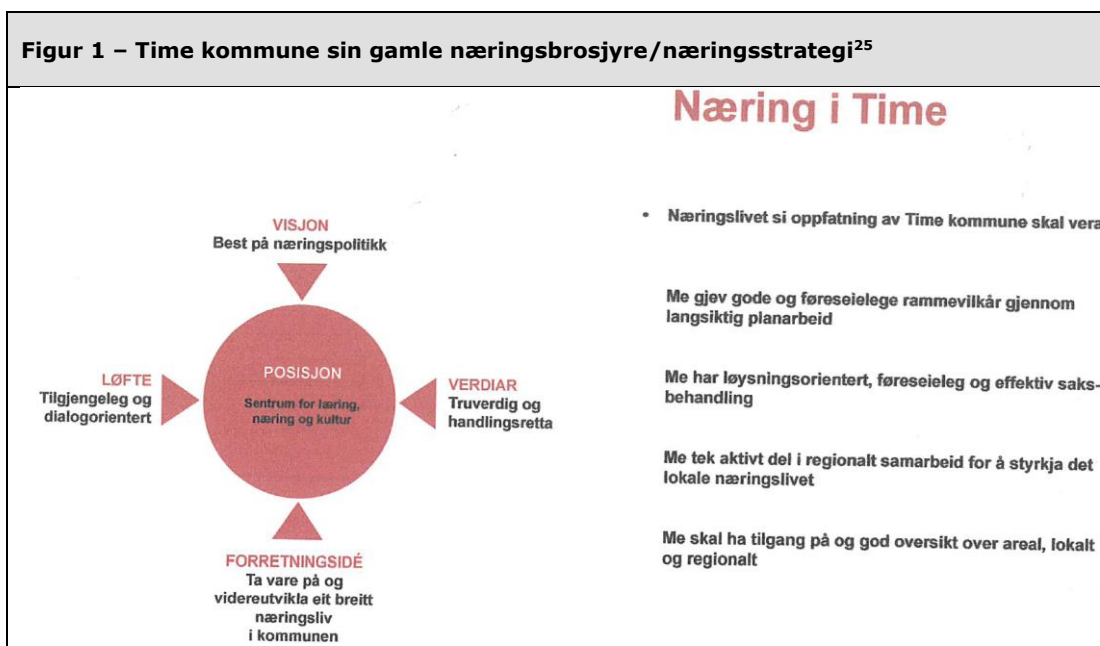 Figur 1 – Time kommune sin gamle næringsbrosjyre/næringsstrategi25
Næring i Time
VISJON
Best på næringspolitikk
LØFTE
Tilgjengeleg og
dialogorientert
POSISJON
Sentrum for læring,
næring og kultur
VERDIAR
Truverdig og
handlingsretta
FORRETNINGSIDÉ
Ta vare på og
videreutvikla eit breitt
næringsliv
i kommunen
• Næringslivet si oppfatning av Time kommune skal vera
Me gjev gode og føreseielege rammevilkår gjennom
langsiktig planarbeid
Me har løysningsorientert, føreseieleg og effektiv saks-
behandling
Me tek aktivt del i regionalt samarbeid for å styrkja det
lokale næringslivet
Me skal ha tilgang på og god oversikt over areal, lokalt
og regionalt